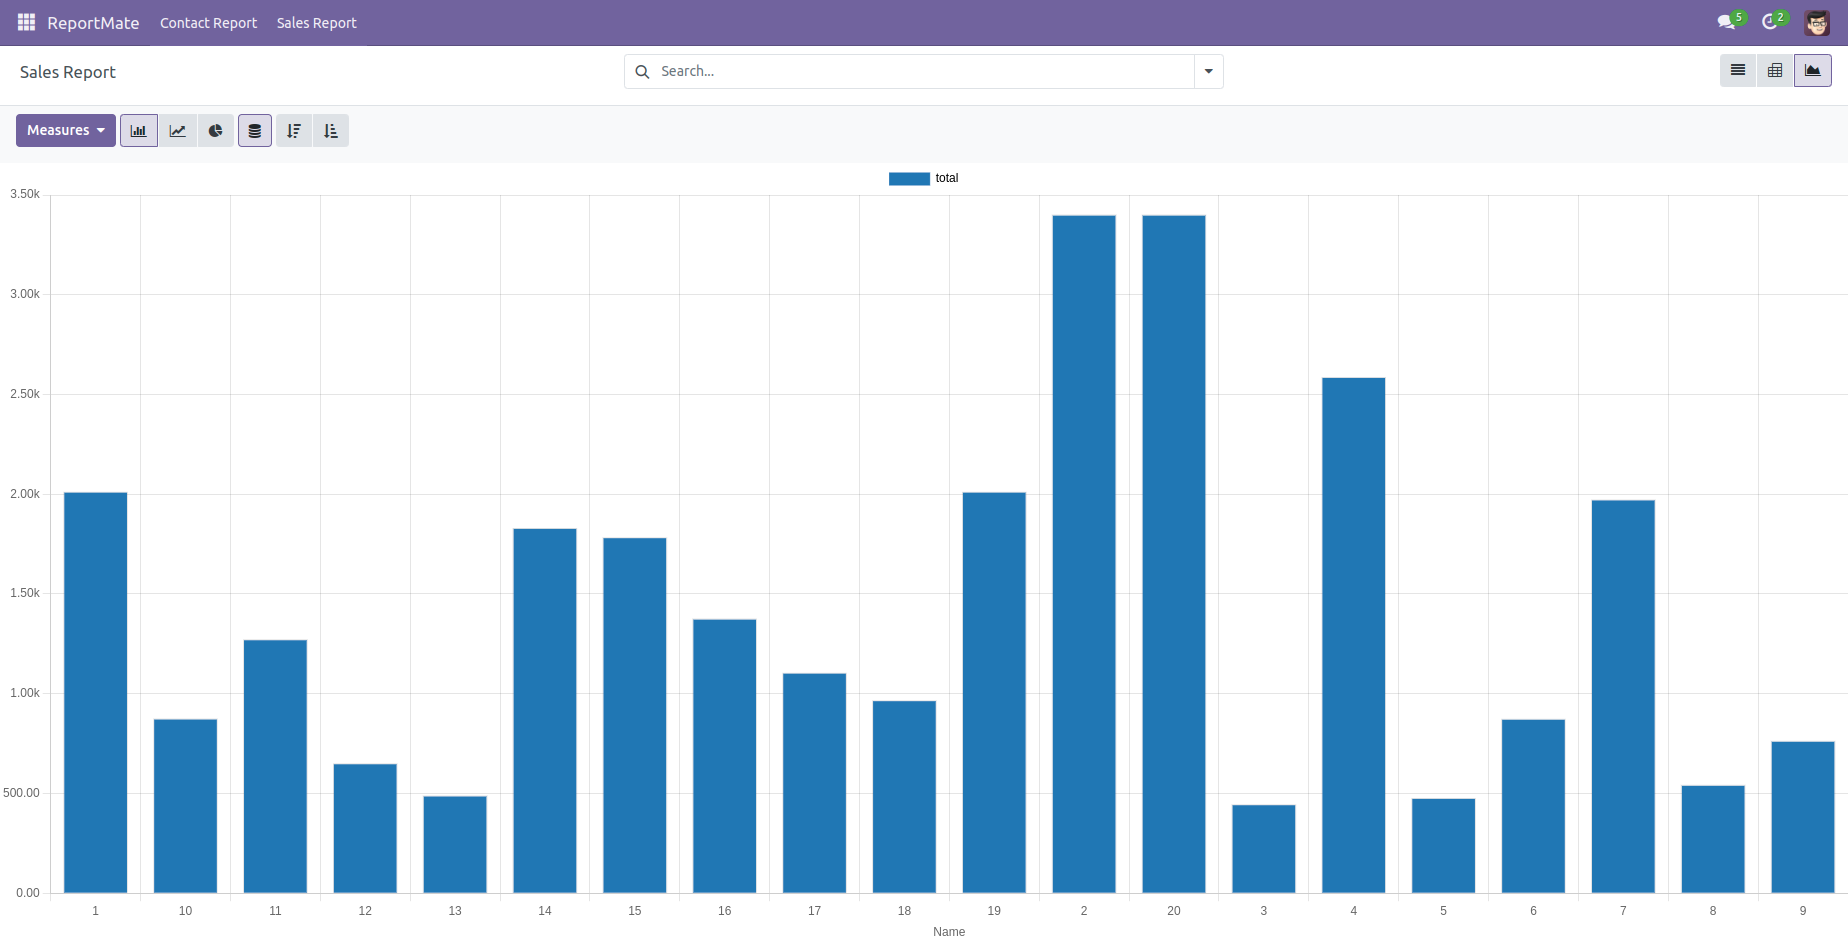 ReportMate Contact Report Sales Report 5 2
Sales Report Search...
Measures
total
3.50k
3.00k
2.50k
2.00k
1.50k
1.00k
500.00
0.00
1 10 11 12 13 14 15 16 17 18 19 2 20 3 4 5 6 7 8 9
Name